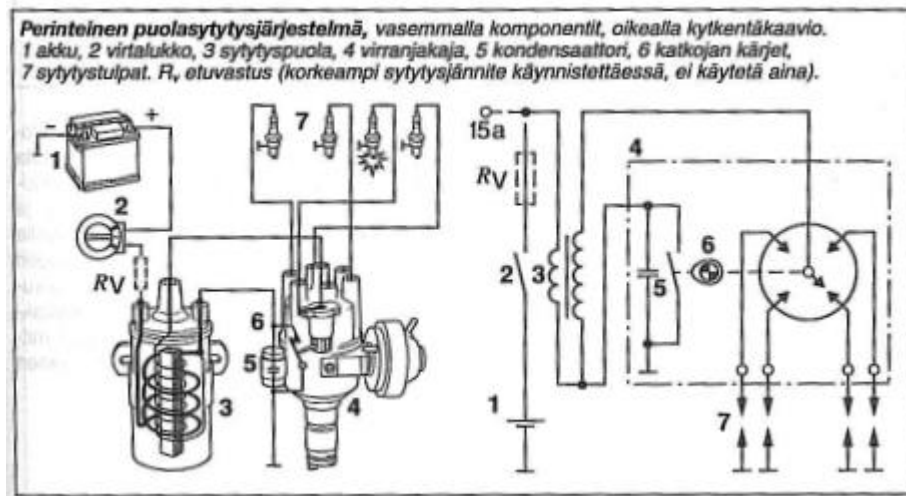 Perinteinen puolasytytysjärjestelmä, vasemmalla komponentit, oikealla kytkentäkaavio.
1 akku, 2 virtalukko, 3 sytytyspuola, 4 virranjakaja, 5 kondensaattori, 6 katkojan kärjet,
7 sytytystulpat. Rᵥ etuvastus (korkeampi sytytysjännite käynnistettäessä, ei käytetä aina).
- +
1
7
2
RV
6
5
3
4
15a
4
RV
6
2
3
5
1
7